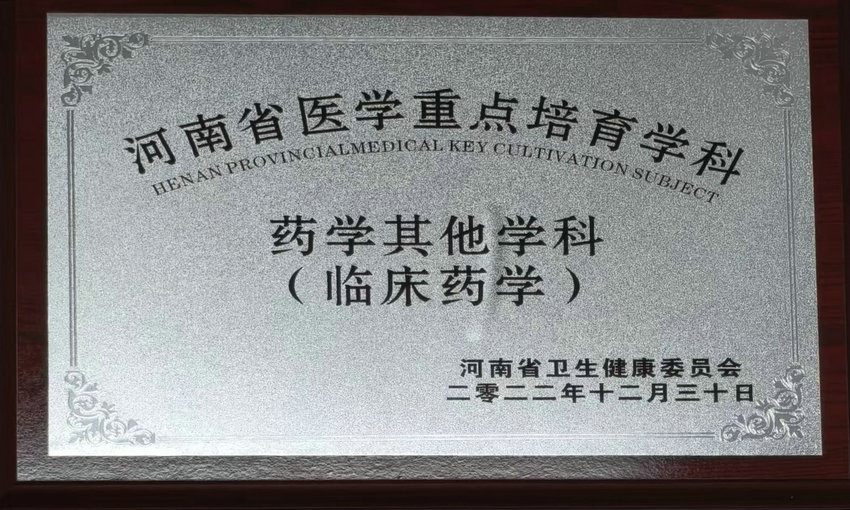 河南省医学重点培育学科
HENAN PROVINCIALMEDICAL KEY CULTIVATION SUBJECT
药学其他学科
（临床药学）
河南省卫生健康委员会
二零二二年十二月三十日